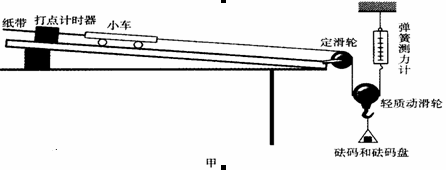 纸带
打点计时器
小车
定滑轮
弹簧测力计
轻质动滑轮
砝码和砝码盘
甲